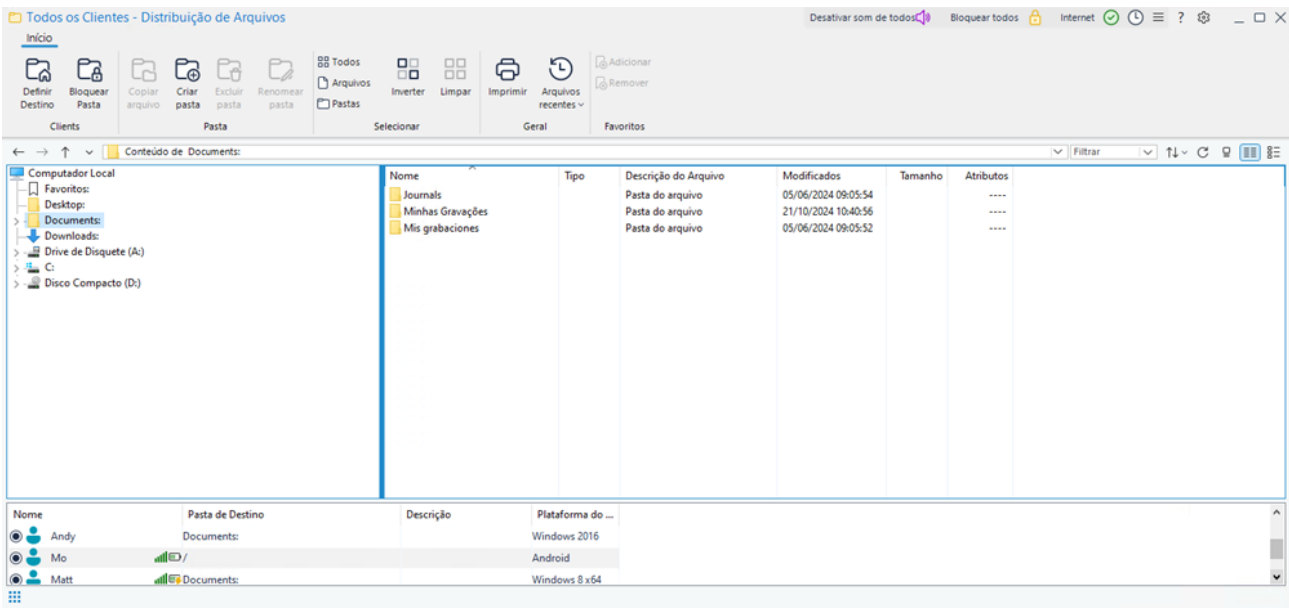 Todos os Clientes - Distribuição de Arquivos Desativar som de todos Bloquear todos Internet ?
Início
Definir Destino
Bloquear Pasta
Copiar arquivo
Criar pasta
Excluir pasta
Renomear pasta
Todos
Arquivos
Pastas
Inverter
Limpar
Imprimir
Arquivos recentes
Adicionar
Remover
Clients Pasta Selecionar Geral Favoritos
Conteúdo de Documents: Filtrar
Computador Local
Favoritos:
Desktop:
Documents:
Downloads:
Drive de Disquete (A:)
C:
Disco Compacto (D:)
Nome Tipo Descrição do Arquivo Modificados Tamanho Atributos
Journals Pasta do arquivo 05/06/2024 09:05:54 ----
Minhas Gravações Pasta do arquivo 21/10/2024 10:40:56 ----
Mis grabaciones Pasta do arquivo 05/06/2024 09:05:52 ----
Nome Pasta de Destino Descrição Plataforma do ...
Andy Documents: Windows 2016
Mo / Android
Matt Documents: Windows 8 x64